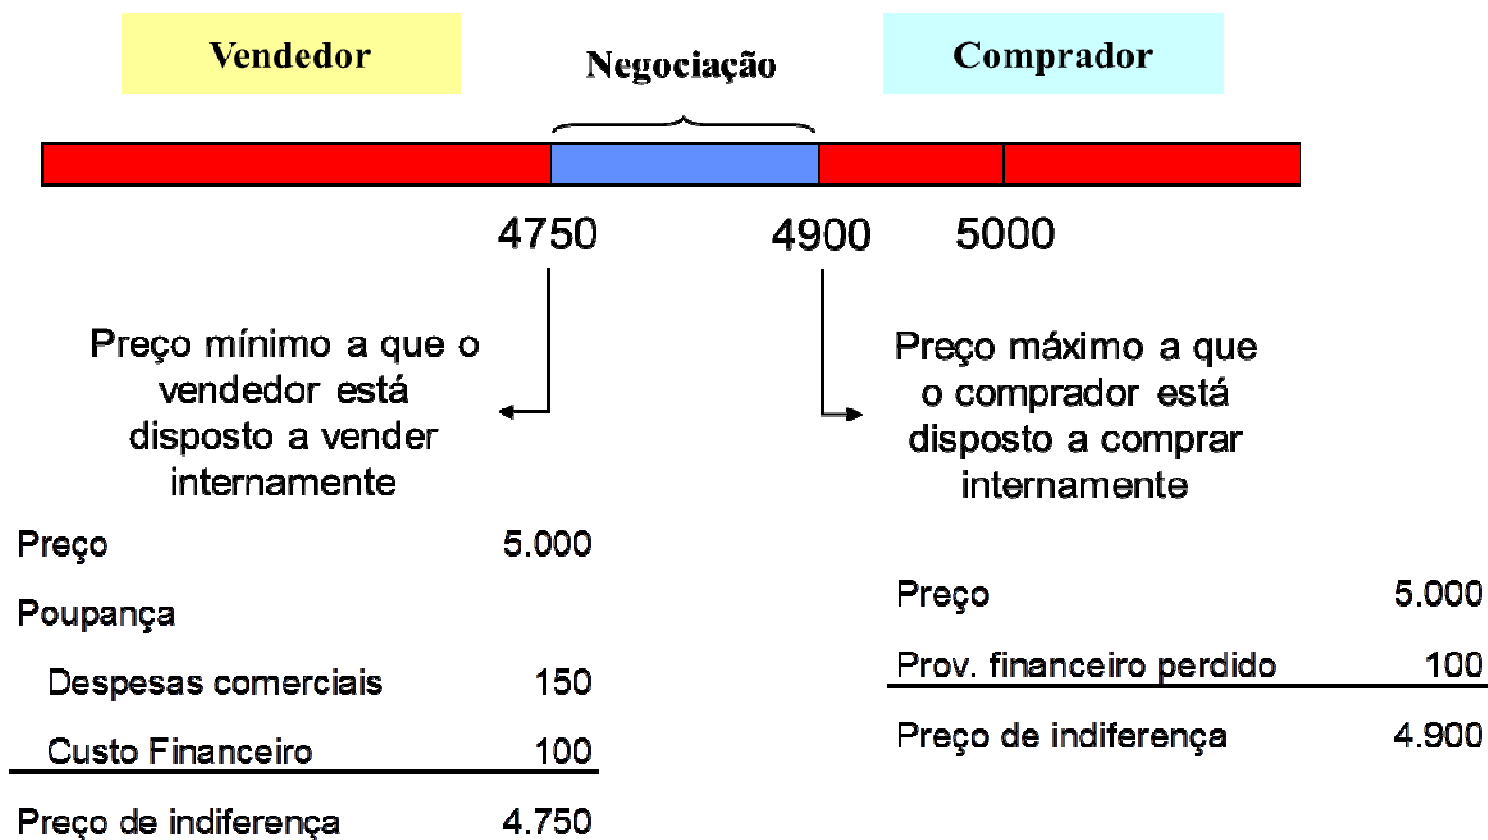 Vendedor
Negociação
Comprador
4750
4900
5000
Preço mínimo a que o
vendedor está
disposto a vender
internamente
Preço máximo a que
o comprador está
disposto a comprar
internamente
Preço 5.000
Poupança
Despesas comerciais 150
Custo Financeiro 100
Preço de indiferença 4.750
Preço 5.000
Prov. financeiro perdido 100
Preço de indiferença 4.900